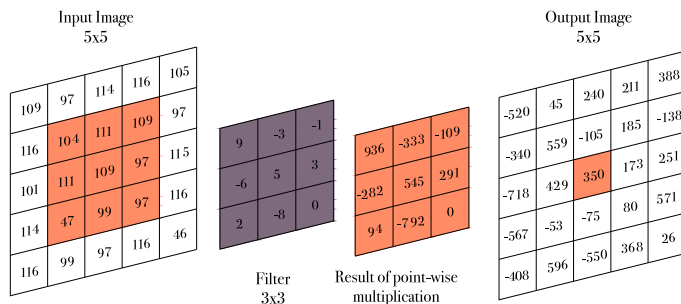 Input Image
5x5
109 97 114 116 105
116 104 111 109 97
101 111 109 97 115
114 47 99 97 116
116 99 97 116 46
9 -3 -1
-6 5 3
2 -8 0
Filter
3x3
936 -333 -109
-282 545 291
94 -792 0
Result of point-wise
multiplication
Output Image
5x5
-520 45 240 211 388
-340 559 -105 185 -138
-718 429 350 173 251
-567 -53 -75 80 571
-408 596 -550 368 26